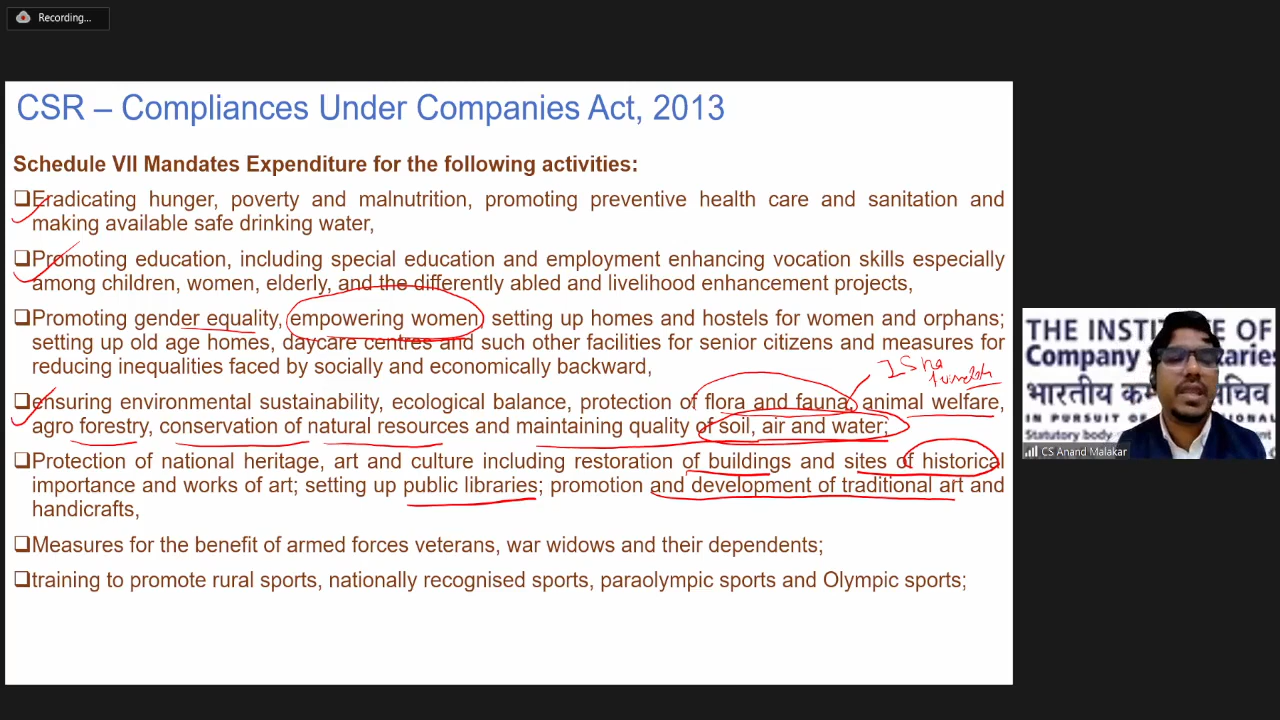 Recording...
CSR – Compliances Under Companies Act, 2013
Schedule VII Mandates Expenditure for the following activities:
Eradicating hunger, poverty and malnutrition, promoting preventive health care and sanitation and
making available safe drinking water,
Promoting education, including special education and employment enhancing vocation skills especially
among children, women, elderly, and the differently abled and livelihood enhancement projects,
Promoting gender equality, empowering women, setting up homes and hostels for women and orphans;
setting up old age homes, daycare centres and such other facilities for senior citizens and measures for
reducing inequalities faced by socially and economically backward,
ensuring environmental sustainability, ecological balance, protection of flora and fauna, animal welfare,
agro forestry, conservation of natural resources and maintaining quality of soil, air and water;
Protection of national heritage, art and culture including restoration of buildings and sites of historical
importance and works of art; setting up public libraries; promotion and development of traditional art and
handicrafts,
Measures for the benefit of armed forces veterans, war widows and their dependents;
training to promote rural sports, nationally recognised sports, paraolympic sports and Olympic sports;
THE INSTITUTE OF
Company
भारतीय
IN PURSUIT OF
Statutory body
CS Anand Malakar